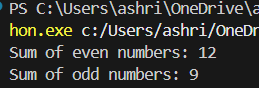 PS C:\Users\ashri\OneDrive\a
hon.exe c:/Users/ashri/OneDr
Sum of even numbers: 12
Sum of odd numbers: 9